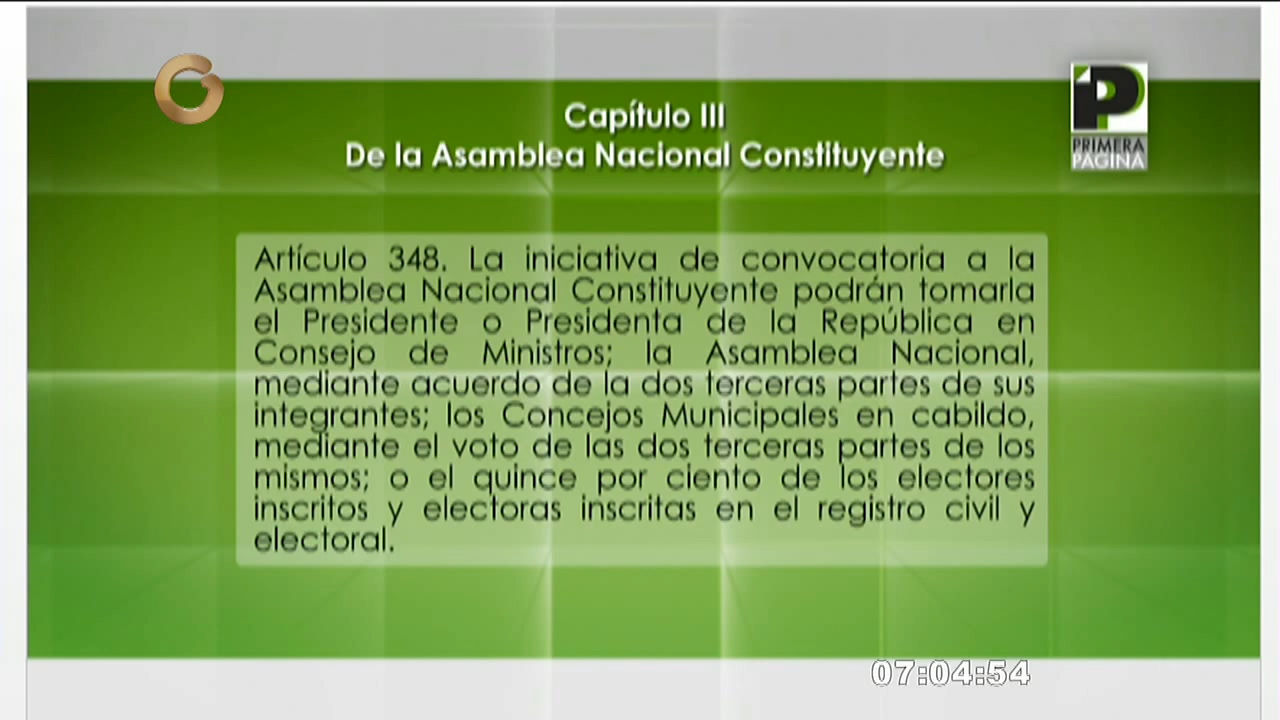 Capítulo III
De la Asamblea Nacional Constituyente
P
PRIMERA
PAGINA
Artículo 348. La iniciativa de convocatoria a la
Asamblea Nacional Constituyente podrán tomarla
el Presidente o Presidenta de la República en
Consejo de Ministros; la Asamblea Nacional,
mediante acuerdo de la dos terceras partes de sus
integrantes; los Concejos Municipales en cabildo,
mediante el voto de las dos terceras partes de los
mismos; o el quince por ciento de los electores
inscritos y electoras inscritas en el registro civil y
electoral.
07:04:54